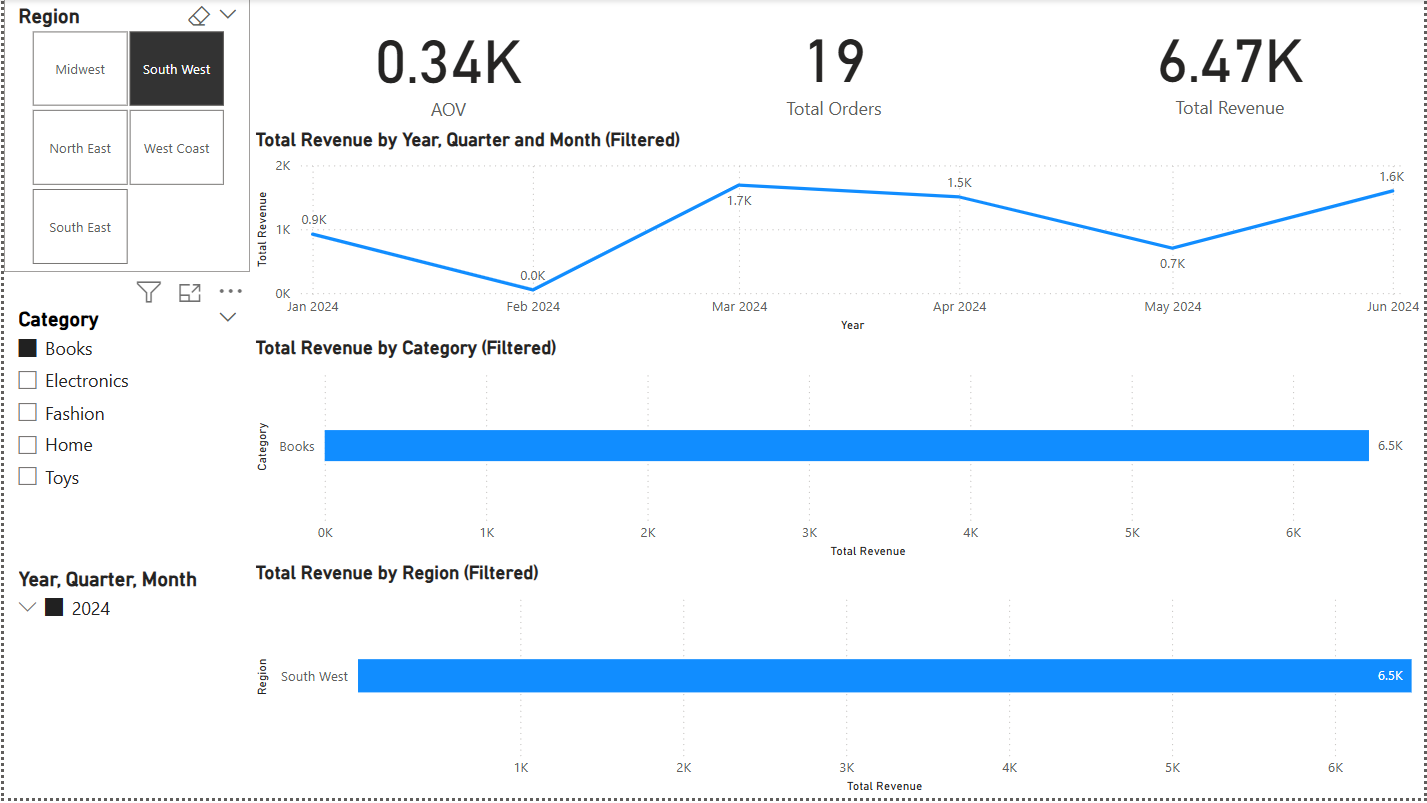 Region
Midwest
South West
North East
West Coast
South East
Category
Books
Electronics
Fashion
Home
Toys
Year, Quarter, Month
2024
0.34K
AOV
19
Total Orders
6.47K
Total Revenue
Total Revenue by Year, Quarter and Month (Filtered)
Total Revenue
2K
1K
0K
0.9K
0.0K
1.7K
1.5K
0.7K
1.6K
Jan 2024
Feb 2024
Mar 2024
Apr 2024
May 2024
Jun 2024
Year
Total Revenue by Category (Filtered)
Category
Books
6.5K
0K
1K
2K
3K
4K
5K
6K
Total Revenue
Total Revenue by Region (Filtered)
Region
South West
6.5K
1K
2K
3K
4K
5K
6K
Total Revenue